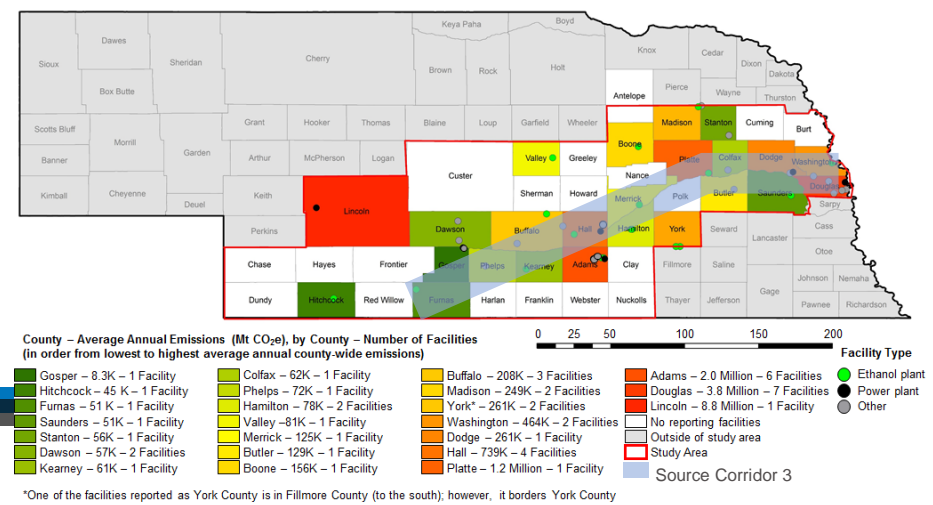 Keya Paha
Boyd
Dawes
Sioux
Sheridan
Cherry
Knox
Cedar
Dixon
Dakota
Box Butte
Brown
Rock
Holt
Antelope
Pierce
Wayne
Thurston
Scotts Bluff
Morrill
Grant
Hooker
Thomas
Blaine
Loup
Garfield
Wheeler
Madison
Stanton
Cuming
Burt
Banner
Garden
Arthur
McPherson
Logan
Custer
Valley
Greeley
Boone
Platte
Colfax
Dodge
Washington
Kimball
Cheyenne
Deuel
Keith
Lincoln
Sherman
Howard
Nance
Merrick
Polk
Butler
Saunders
Douglas
Sarpy
Perkins
Dawson
Buffalo
Hall
Hamilton
York
Seward
Lancaster
Cass
Otoe
Chase
Hayes
Frontier
Gosper
Phelps
Kearney
Adams
Clay
Fillmore
Saline
Johnson
Nemaha
Dundy
Hitchcock
Red Willow
Furnas
Harlan
Franklin
Webster
Nuckolls
Thayer
Jefferson
Gage
Pawnee
Richardson
County – Average Annual Emissions (Mt CO₂e), by County – Number of Facilities
(in order from lowest to highest average annual county-wide emissions)
0 25 50 100 150 200
Gosper – 8.3K – 1 Facility
Hitchcock – 45 K – 1 Facility
Furnas – 51 K – 1 Facility
Saunders – 51K – 1 Facility
Stanton – 56K – 1 Facility
Dawson – 57K – 2 Facilities
Kearney – 61K – 1 Facility
Colfax – 62K – 1 Facility
Phelps – 72K – 1 Facility
Hamilton – 78K – 2 Facilities
Valley –81K – 1 Facility
Merrick – 125K – 1 Facility
Butler – 129K – 1 Facility
Boone – 156K – 1 Facility
Buffalo – 208K – 3 Facilities
Madison – 249K – 2 Facilities
York* – 261K – 2 Facilities
Washington – 464K – 2 Facilities
Dodge – 261K – 1 Facility
Hall – 739K – 4 Facilities
Platte – 1.2 Million – 1 Facility
Adams – 2.0 Million – 6 Facilities
Douglas – 3.8 Million – 7 Facilities
Lincoln – 8.8 Million – 1 Facility
No reporting facilities
Outside of study area
Study Area
Source Corridor 3
Facility Type
Ethanol plant
Power plant
Other
*One of the facilities reported as York County is in Fillmore County (to the south); however, it borders York County